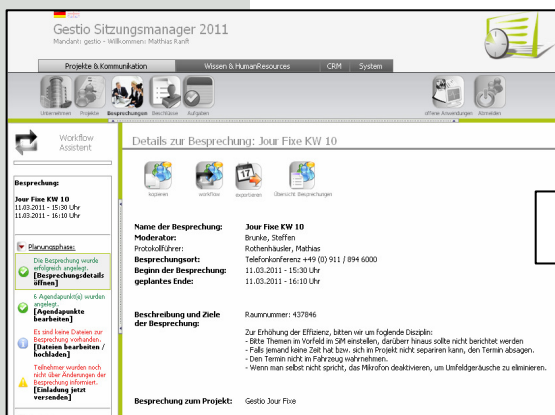 Gestio Sitzungsmanager 2011
Mandant: gestio - Willkommen: Matthias Ranft
Projekte & Kommunikation
Wissen & HumanResources
CRM
System
Unternehmen
Projekte
Besprechungen
Beschlüsse
Aufgaben
offene Anwendungen
Abmelden
Workflow
Assistent
Besprechung:
Jour Fixe KW 10
11.03.2011 - 15:30 Uhr
11.03.2011 - 16:10 Uhr
Planungsphase:
Die Besprechung wurde
erfolgreich angelegt.
[Besprechungsdetails
öffnen]
6 Agendapunkt(e) wurden
angelegt.
[Agendapunkte
bearbeiten]
Es sind keine Dateien zur
Besprechung vorhanden.
[Dateien bearbeiten /
hochladen]
Teilnehmer wurden noch
nicht über Änderungen der
Besprechung informiert.
[Einladung jetzt
versenden]
Details zur Besprechung: Jour Fixe KW 10
kopieren
workflow
exportieren
Übersicht Besprechungen
17
Name der Besprechung: Jour Fixe KW 10
Moderator: Brunke, Steffen
Protokollführer: Rothenhäusler, Mathias
Besprechungsort: Telefonkonferenz +49 (0) 911 / 894 6000
Beginn der Besprechung: 11.03.2011 - 15:30 Uhr
geplantes Ende: 11.03.2011 - 16:10 Uhr
Beschreibung und Ziele Raumnummer: 437846
der Besprechung:
Zur Erhöhung der Effizienz, bitten wir um foglende Disziplin:
- Bitte Themen im Vorfeld im SiM einstellen, darüberr hinaus sollte nicht berichtet werden
- Falls jemand keine Zeit hat bzw. sich im Projekt nicht separiren kann, den Termin absagen.
- Den Termin nicht im Fahrzeug wahrnehmen.
- Wenn man selbst nicht spricht, das Mikrofon deaktivieren, um Umfeldgeräusche zu eliminieren.
Besprechung zum Projekt: Gestio Jour Fixe